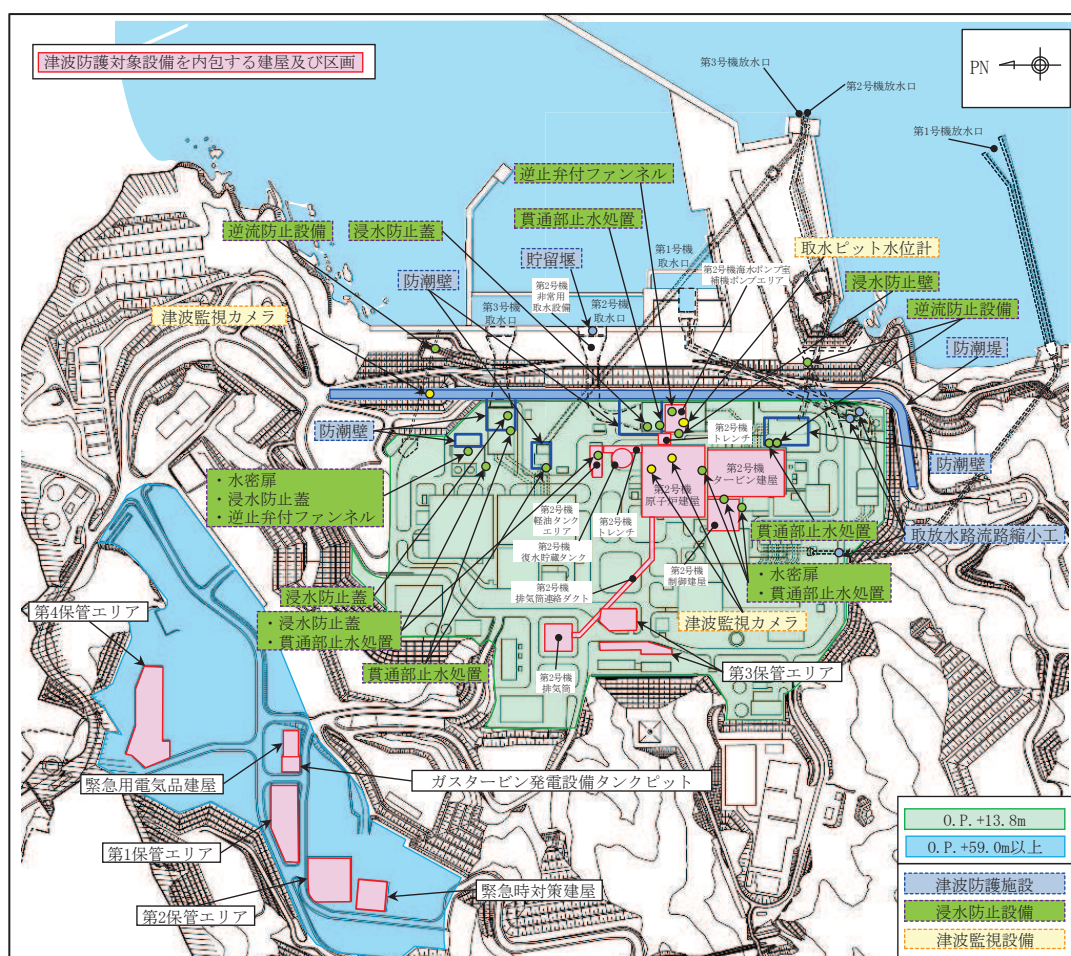 津波防護対象設備を内包する建屋及び区画
PN
第3号機放水口
第2号機放水口
第1号機放水口
逆止弁付ファンネル
貫通部止水処置
逆流防止設備
浸水防止蓋
防潮壁
津波監視カメラ
貯留堰
第2号機
非常用
取水設備
第3号機
取水口
第2号機
取水口
第1号機
取水口
第2号機海水ポンプ室
補機ポンプエリア
取水ピット水位計
浸水防止壁
逆流防止設備
防潮堤
防潮壁
・水密扉
・浸水防止蓋
・逆止弁付ファンネル
第2号機
トレンチ
第2号機
タービン建屋
第2号機
原子炉建屋
防潮壁
貫通部止水処置
取放水路流路縮小工
第2号機
軽油タンク
エリア
第2号機
トレンチ
第2号機
復水貯蔵タンク
第2号機
排気筒連絡ダクト
第2号機
制御建屋
・水密扉
・貫通部止水処置
浸水防止蓋
・浸水防止蓋
・貫通部止水処置
貫通部止水処置
津波監視カメラ
第3保管エリア
第2号機
排気筒
第4保管エリア
緊急用電気品建屋
ガスタービン発電設備タンクピット
第1保管エリア
第2保管エリア
緊急時対策建屋
O.P.+13.8m
O.P.+59.0m以上
津波防護施設
浸水防止設備
津波監視設備